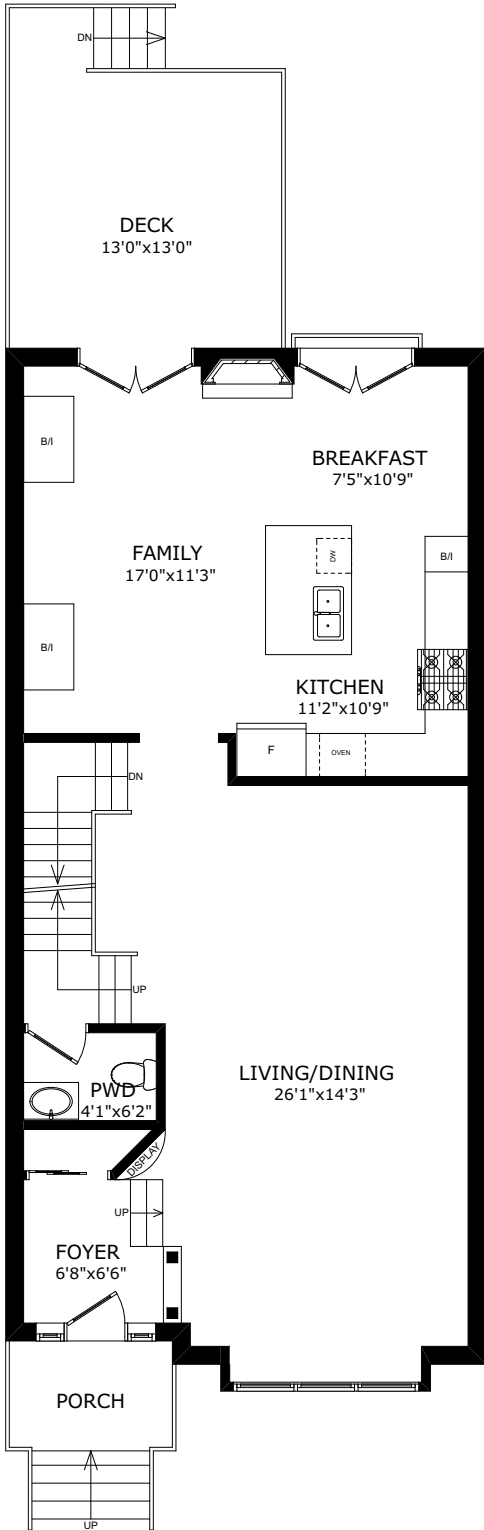 DN
DECK
13'0"x13'0"
B/I
BREAKFAST
7'5"x10'9"
FAMILY
17'0"x11'3"
DW
B/I
B/I
KITCHEN
11'2"x10'9"
F
OVEN
DN
UP
LIVING/DINING
26'1"x14'3"
PWD
4'1"x6'2"
DISPLAY
UP
FOYER
6'8"x6'6"
PORCH
UP